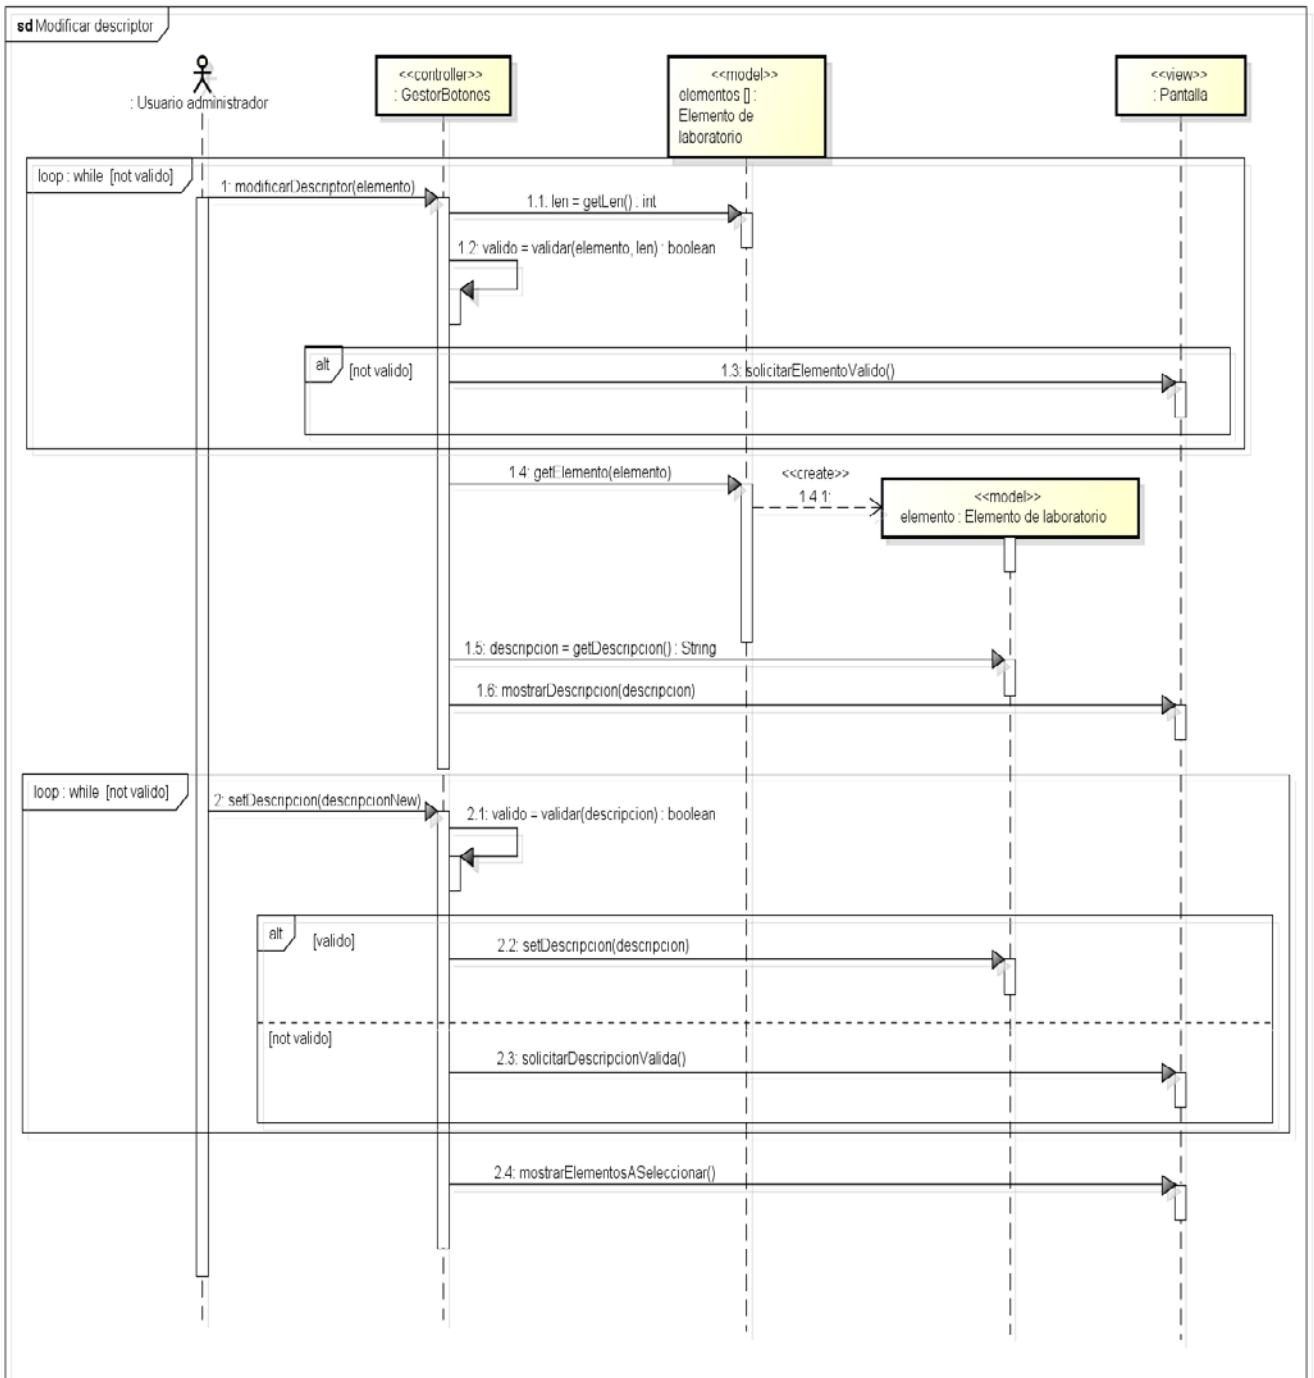 sd Modificar descriptor
: Usuario administrador
<<controller>>
: GestorBotones
<<model>>
elementos [] :
Elemento de
laboratorio
<<view>>
: Pantalla
loop : while [not valido]
1: modificarDescriptor(elemento)
1.1: len = getLen() : int
1.2: valido = validar(elemento, len) : boolean
alt
[not valido]
1.3: solicitarElementoValido()
1.4: getElemento(elemento)
<<create>>
1.4.1:
<<model>>
elemento : Elemento de laboratorio
1.5: descripcion = getDescripcion() : String
1.6: mostrarDescripcion(descripcion)
loop : while [not valido]
2: setDescripcion(descripcionNew)
2.1: valido = validar(descripcion) : boolean
alt
[valido]
2.2: setDescripcion(descripcion)
[not valido]
2.3: solicitarDescripcionValida()
2.4: mostrarElementosASeleccionar()